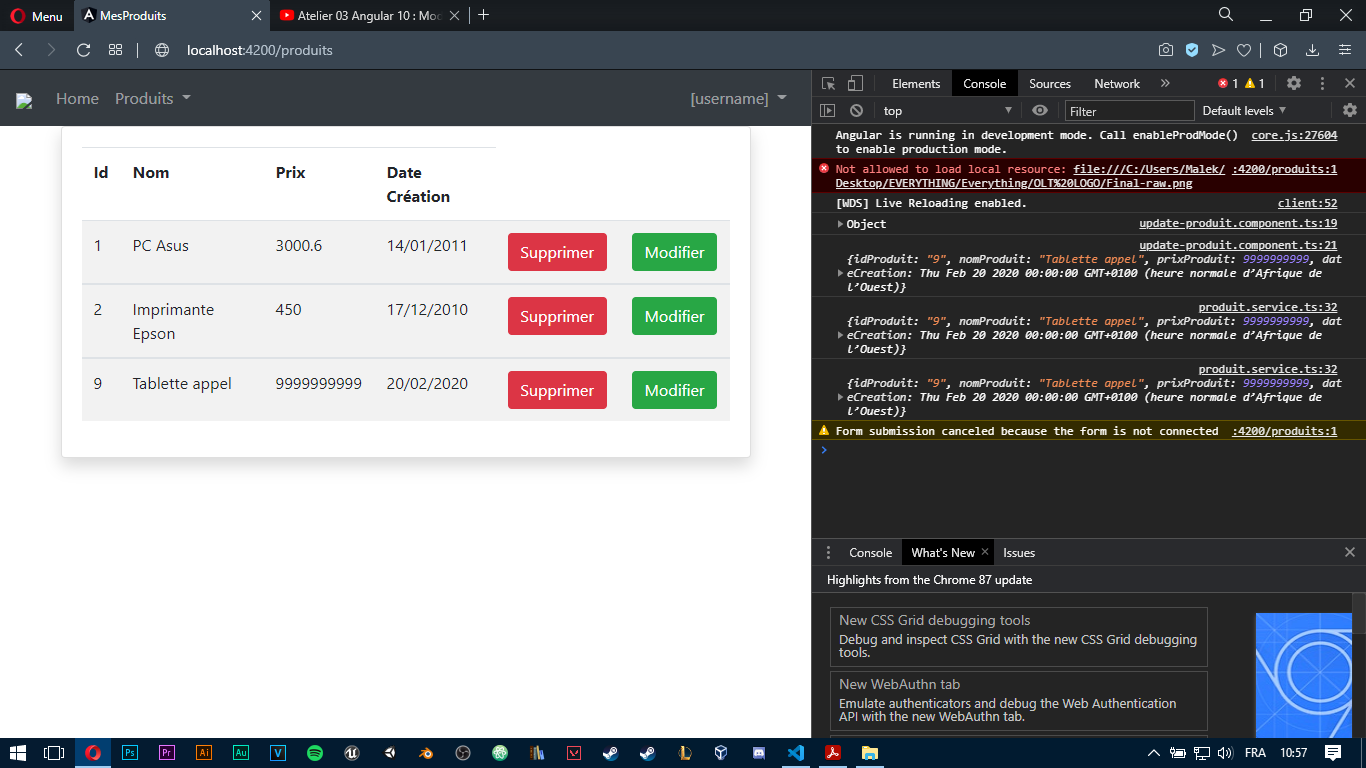 Menu
MesProduits
Atelier 03 Angular 10 : Mod
localhost:4200/produits
Home
Produits
[username]
Id
Nom
Prix
Date Création
1
PC Asus
3000.6
14/01/2011
Supprimer
Modifier
2
Imprimante Epson
450
17/12/2010
Supprimer
Modifier
9
Tablette appel
9999999999
20/02/2020
Supprimer
Modifier
Elements
Console
Sources
Network
1
1
top
Filter
Default levels
Angular is running in development mode. Call enableProdMode() core.js:27604
to enable production mode.
Not allowed to load local resource: file:///C:/Users/Malek/ :4200/produits:1
Desktop/EVERYTHING/Everything/OLT%20LOGO/Final-raw.png
[WDS] Live Reloading enabled. client:52
Object update-produit.component.ts:19
update-produit.component.ts:21
{idProduit: "9", nomProduit: "Tablette appel", prixProduit: 9999999999, dat
eCreation: Thu Feb 20 2020 00:00:00 GMT+0100 (heure normale d’Afrique de
l’Ouest)}
produit.service.ts:32
{idProduit: "9", nomProduit: "Tablette appel", prixProduit: 9999999999, dat
eCreation: Thu Feb 20 2020 00:00:00 GMT+0100 (heure normale d’Afrique de
l’Ouest)}
produit.service.ts:32
{idProduit: "9", nomProduit: "Tablette appel", prixProduit: 9999999999, dat
eCreation: Thu Feb 20 2020 00:00:00 GMT+0100 (heure normale d’Afrique de
l’Ouest)}
Form submission canceled because the form is not connected :4200/produits:1
Console
What's New
Issues
Highlights from the Chrome 87 update
New CSS Grid debugging tools
Debug and inspect CSS Grid with the new CSS Grid debugging
tools.
New WebAuthn tab
Emulate authenticators and debug the Web Authentication
API with the new WebAuthn tab.
Ps
Pr
Ai
Au
V
FRA
10:57